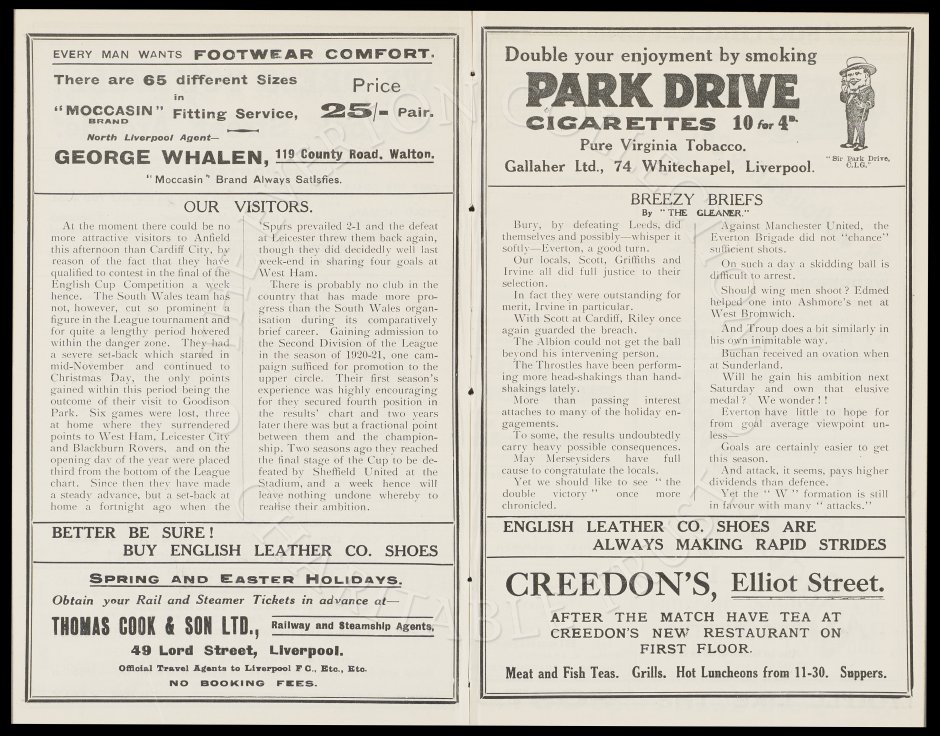 EVERY MAN WANTS FOOTWEAR COMFORT.
There are 65 different Sizes
in
"MOCCASIN" Fitting Service,
BRAND
Price
25/- Pair.
North Liverpool Agent—
GEORGE WHALEN, 119 County Road, Walton.
"Moccasin" Brand Always Satisfies.
OUR VISITORS.
At the moment there could be no
more attractive visitors to Anfield
this afternoon than Cardiff City, by
reason of the fact that they have
qualified to contest in the final of the
English Cup Competition a week
hence. The South Wales team has
not, however, cut so prominent a
figure in the League tournament and
for quite a lengthy period hovered
within the danger zone. They had
a severe set-back which started in
mid-November and continued to
Christmas Day, the only points
gained within this period being the
outcome of their visit to Goodison
Park. Six games were lost, three
at home where they surrendered
points to West Ham, Leicester City
and Blackburn Rovers, and on the
opening day of the year were placed
third from the bottom of the League
chart. Since then they have made
a steady advance, but a set-back at
home a fortnight ago when the
'Spurs prevailed 2-1 and the defeat
at Leicester threw them back again,
though they did decidedly well last
week-end in sharing four goals at
West Ham.
There is probably no club in the
country that has made more pro-
gress than the South Wales organ-
isation during its comparatively
brief career. Gaining admission to
the Second Division of the League
in the season of 1920-21, one cam-
paign sufficed for promotion to the
upper circle. Their first season's
experience was highly encouraging
for they secured fourth position in
the results' chart and two years
later there was but a fractional point
between them and the champion-
ship. Two seasons ago they reached
the final stage of the Cup to be de-
feated by Sheffield United at the
Stadium, and a week hence will
leave nothing undone whereby to
realise their ambition.
BETTER BE SURE!
BUY ENGLISH LEATHER CO. SHOES
SPRING AND EASTER HOLIDAYS.
Obtain your Rail and Steamer Tickets in advance at—
THOMAS COOK & SON LTD., Railway and Steamship Agents,
49 Lord Street, Liverpool.
Official Travel Agents to Liverpool F C., Etc., Etc.
NO BOOKING FEES.
Double your enjoyment by smoking
PARK DRIVE
CIGARETTES 10 for 4D.
Pure Virginia Tobacco.
Gallaher Ltd., 74 Whitechapel, Liverpool.
"Sir Park Drive,
C.I.G."
BREEZY BRIEFS
By "THE GLEANER."
Bury, by defeating Leeds, did
themselves and possibly—whisper it
softly—Everton, a good turn.
Our locals, Scott, Griffiths and
Irvine all did full justice to their
selection.
In fact they were outstanding for
merit, Irvine in particular.
With Scott at Cardiff, Riley once
again guarded the breach.
The Albion could not get the ball
beyond his intervening person.
The Throstles have been perform-
ing more head-shakings than hand-
shakings lately.
More than passing interest
attaches to many of the holiday en-
gagements.
To some, the results undoubtedly
carry heavy possible consequences.
May Merseysiders have full
cause to congratulate the locals.
Yet we should like to see "the
double victory" once more
chronicled.
Against Manchester United, the
Everton Brigade did not "chance"
sufficient shots.
On such a day a skidding ball is
difficult to arrest.
Should wing men shoot? Edmed
helped one into Ashmore's net at
West Bromwich.
And Troup does a bit similarly in
his own inimitable way.
Buchan received an ovation when
at Sunderland.
Will he gain his ambition next
Saturday and own that elusive
medal? We wonder!!
Everton have little to hope for
from goal average viewpoint un-
less—
Goals are certainly easier to get
this season.
And attack, it seems, pays higher
dividends than defence.
Yet the "W" formation is still
in favour with many "attacks."
ENGLISH LEATHER CO. SHOES ARE
ALWAYS MAKING RAPID STRIDES
CREEDON'S, Elliot Street.
AFTER THE MATCH HAVE TEA AT
CREEDON'S NEW RESTAURANT ON
FIRST FLOOR.
Meat and Fish Teas. Grills. Hot Luncheons from 11-30. Suppers.